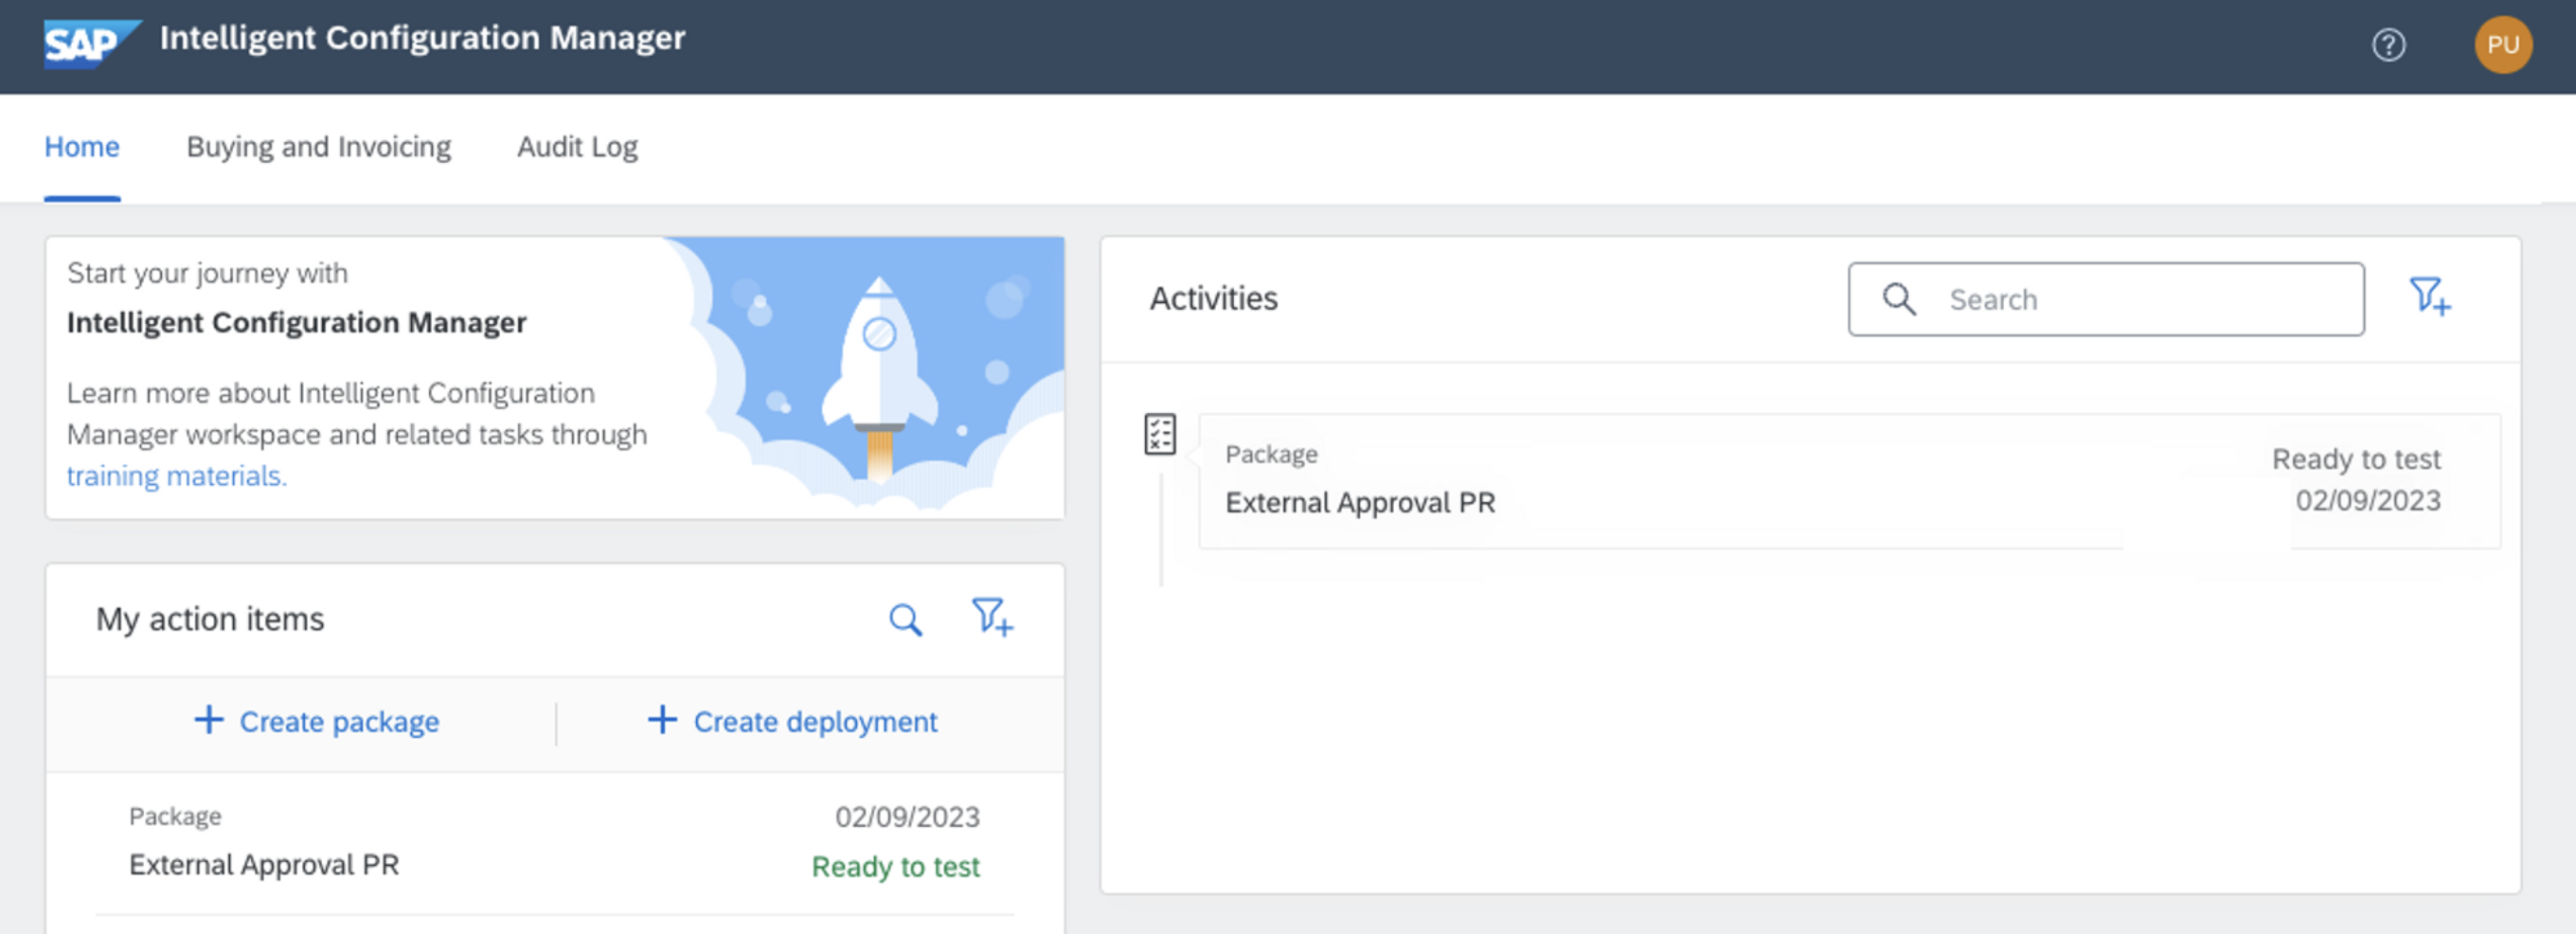 SAP Intelligent Configuration Manager
PU
Home Buying and Invoicing Audit Log
Start your journey with
Intelligent Configuration Manager
Learn more about Intelligent Configuration
Manager workspace and related tasks through
training materials.
My action items
Create package Create deployment
Package 02/09/2023
External Approval PR Ready to test
Activities Search
Package Ready to test
External Approval PR 02/09/2023